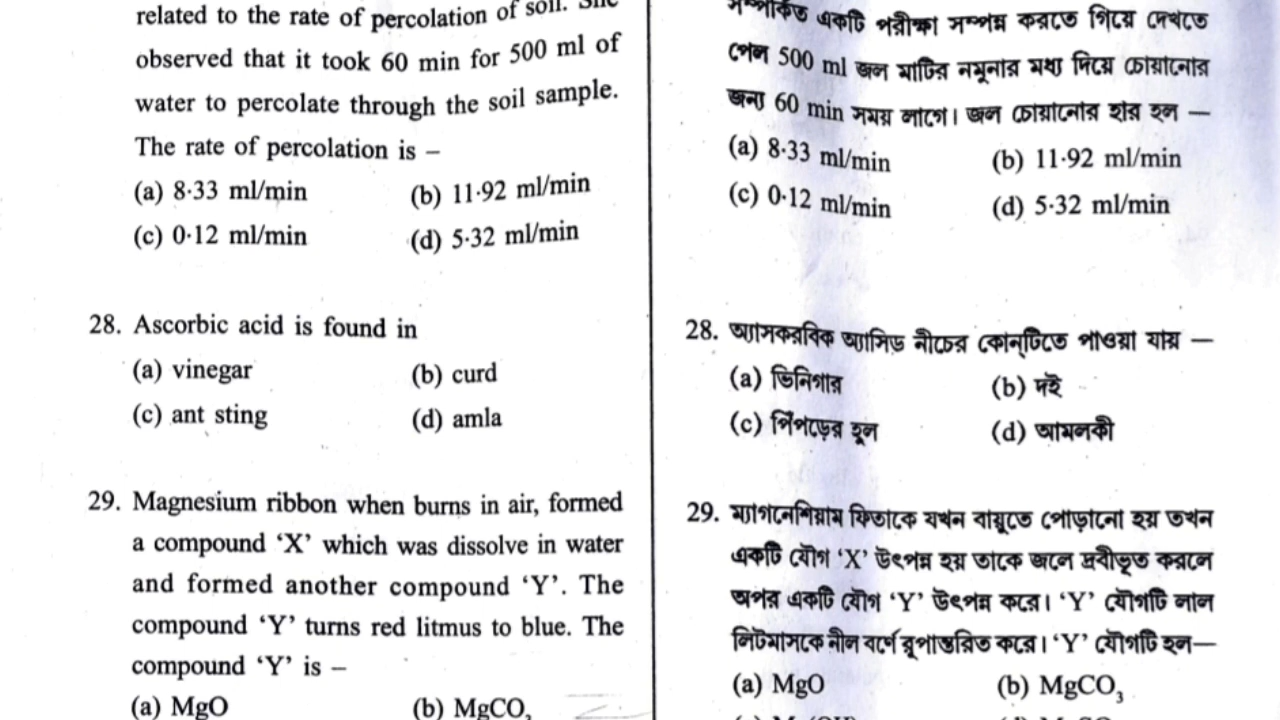 related to the rate of percolation of soil. She
observed that it took 60 min for 500 ml of
water to percolate through the soil sample.
The rate of percolation is –
(a) 8·33 ml/min (b) 11·92 ml/min
(c) 0·12 ml/min (d) 5·32 ml/min
28. Ascorbic acid is found in
(a) vinegar (b) curd
(c) ant sting (d) amla
29. Magnesium ribbon when burns in air, formed
a compound ‘X’ which was dissolve in water
and formed another compound ‘Y’. The
compound ‘Y’ turns red litmus to blue. The
compound ‘Y’ is –
(a) MgO (b) MgCO₃
সম্পর্কিত একটি পরীক্ষা সম্পন্ন করতে গিয়ে দেখতে
পেল 500 ml জল মাটির নমুনার মধ্য দিয়ে চোয়ানোর
জন্য 60 min সময় লাগে। জল চোয়ানোর হার হল —
(a) 8·33 ml/min (b) 11·92 ml/min
(c) 0·12 ml/min (d) 5·32 ml/min
28. অ্যাসকরবিক অ্যাসিড নীচের কোন্‌টিতে পাওয়া যায় —
(a) ভিনিগার (b) দই
(c) পিঁপড়ের হুল (d) আমলকী
29. ম্যাগনেশিয়াম ফিতাকে যখন বায়ুতে পোড়ানো হয় তখন
একটি যৌগ ‘X’ উৎপন্ন হয় তাকে জলে দ্রবীভূত করলে
অপর একটি যৌগ ‘Y’ উৎপন্ন করে। ‘Y’ যৌগটি লাল
লিটমাসকে নীল বর্ণে রূপান্তরিত করে। ‘Y’ যৌগটি হল—
(a) MgO (b) MgCO₃